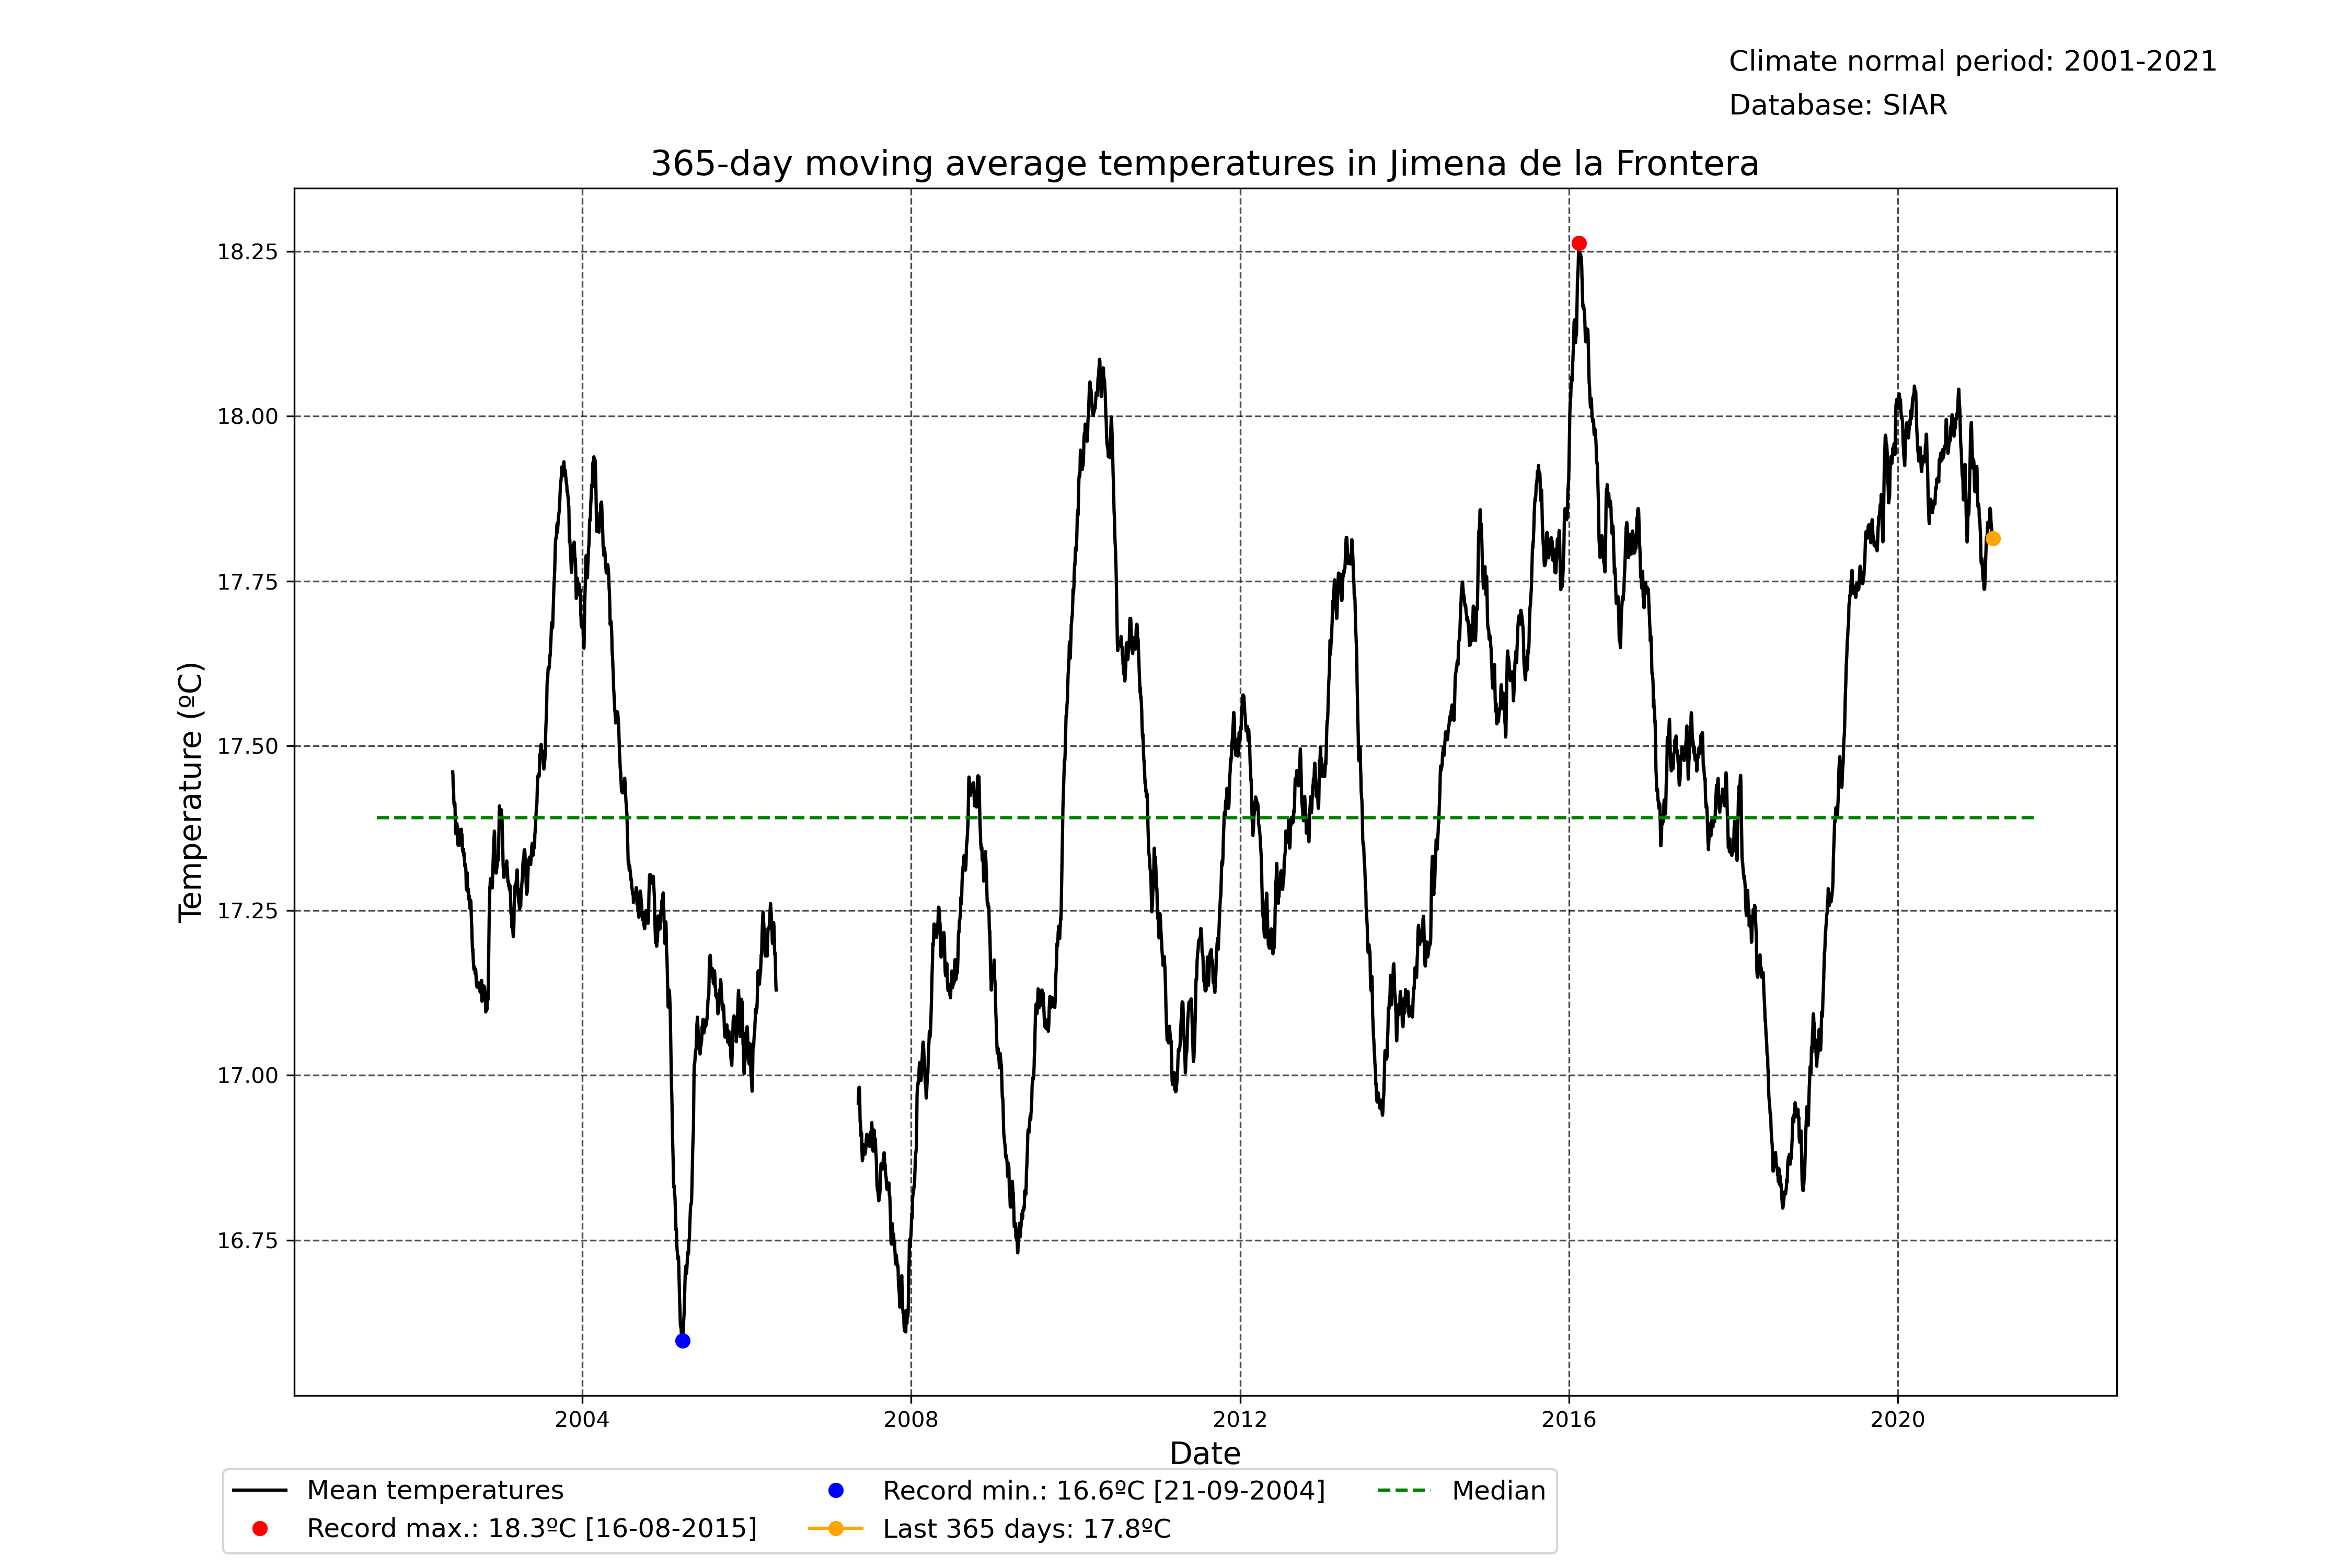 Climate normal period: 2001-2021
Database: SIAR
365-day moving average temperatures in Jimena de la Frontera
Temperature (ºC)
18.25
18.00
17.75
17.50
17.25
17.00
16.75
2004
2008
2012
2016
2020
Date
Mean temperatures
Record max.: 18.3ºC [16-08-2015]
Record min.: 16.6ºC [21-09-2004]
Last 365 days: 17.8ºC
Median